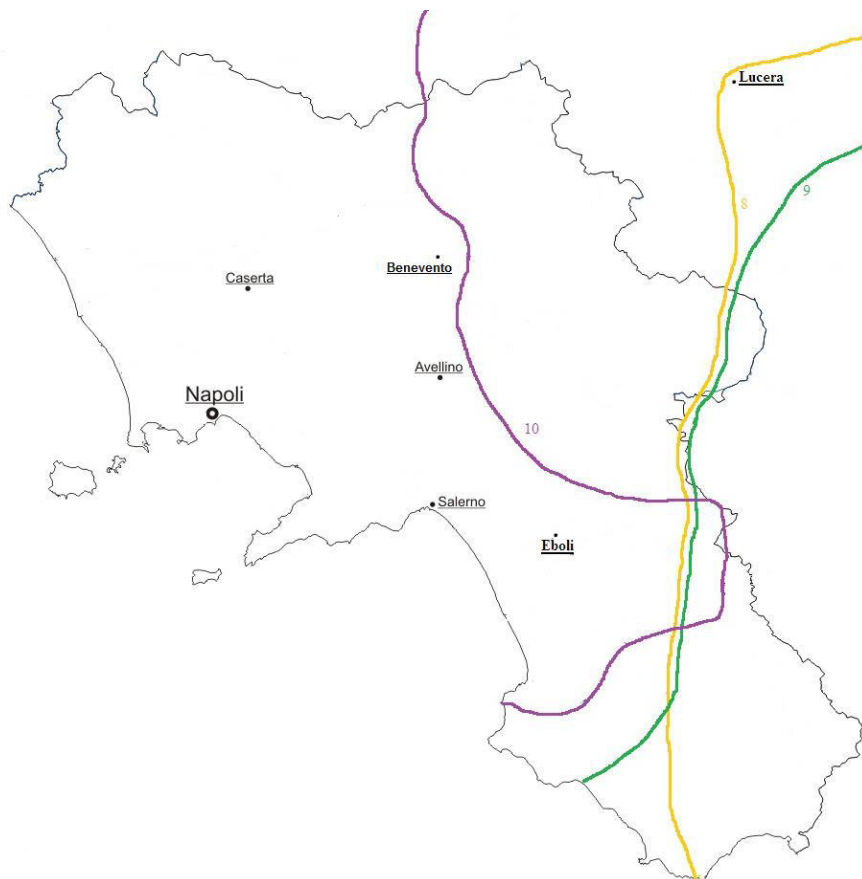 Lucera
9
8
Benevento
Caserta
Avellino
Napoli
10
Salerno
Eboli